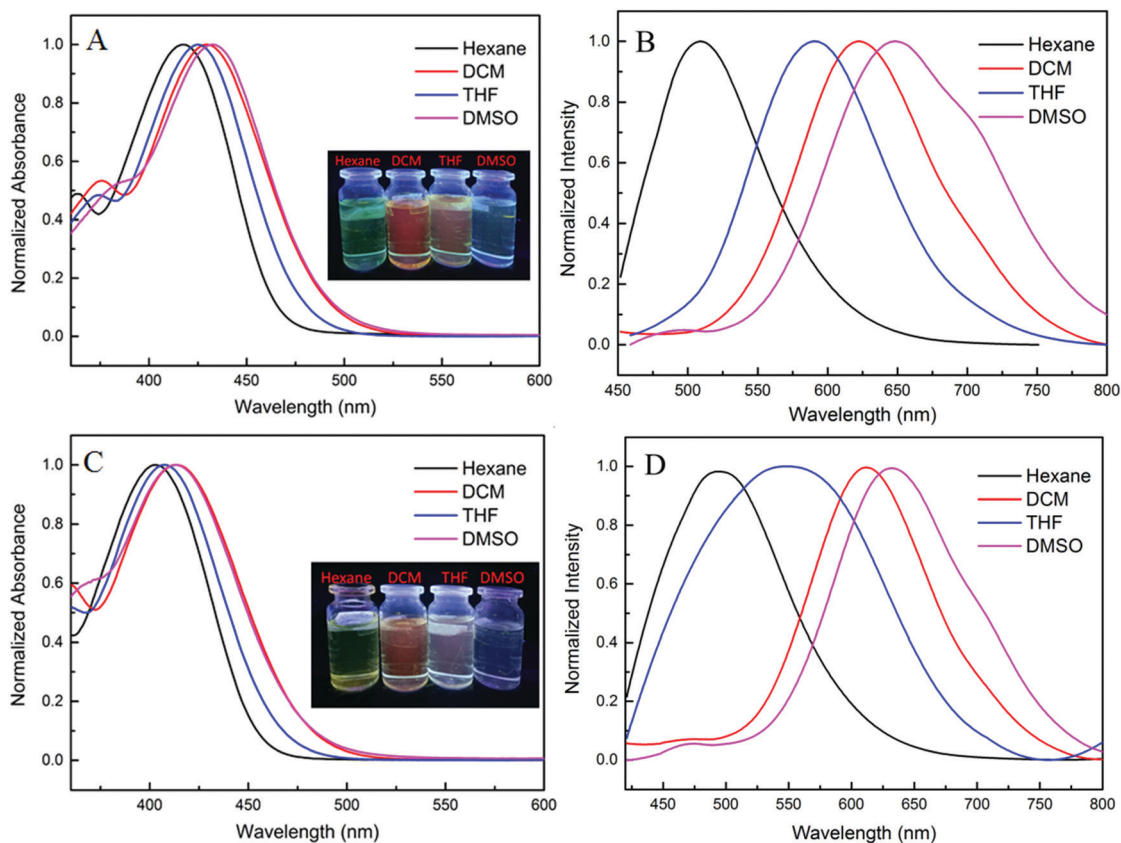 A
Hexane
DCM
THF
DMSO
Hexane DCM THF DMSO
1.0
0.8
0.6
0.4
0.2
0.0
Normalized Absorbance
400 450 500 550 600
Wavelength (nm)
B
Hexane
DCM
THF
DMSO
1.0
0.8
0.6
0.4
0.2
0.0
Normalized Intensity
450 500 550 600 650 700 750 800
Wavelength (nm)
C
Hexane
DCM
THF
DMSO
Hexane DCM THF DMSO
1.0
0.8
0.6
0.4
0.2
0.0
Normalized Absorbance
400 450 500 550 600
Wavelength (nm)
D
Hexane
DCM
THF
DMSO
1.0
0.8
0.6
0.4
0.2
0.0
Normalized Intensity
450 500 550 600 650 700 750 800
Wavelength (nm)